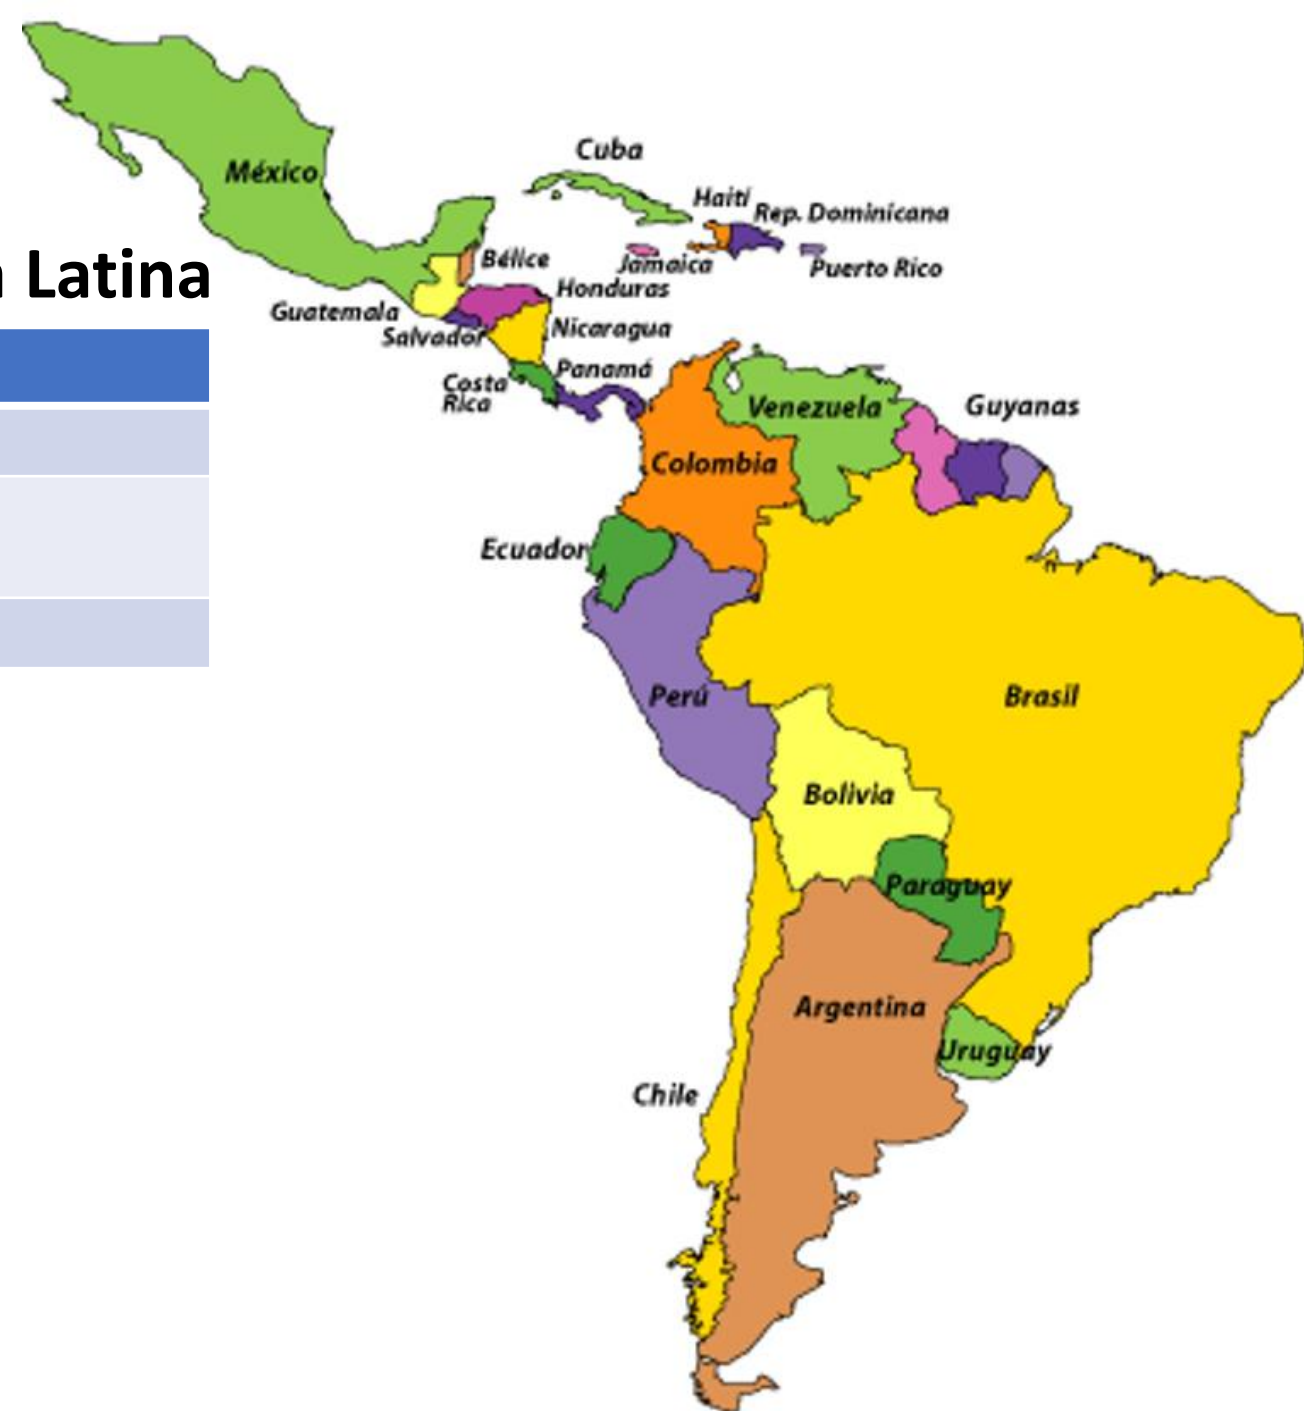 México
Cuba
Haití
Rep. Dominicana
Latina
Bélice
Jamaica
Puerto Rico
Honduras
Guatemala
Salvador
Nicaragua
Costa
Rica
Panamá
Venezuela
Guyanas
Colombia
Ecuador
Perú
Brasil
Bolivia
Paraguay
Argentina
Uruguay
Chile